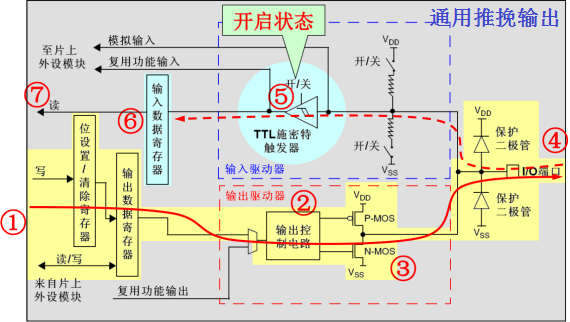 通用推挽输出
开启状态
至片上
外设模块
模拟输入
复用功能输入
VDD
开/关
开/关
⑦
读
⑥
⑤
TTL施密特
触发器
输入数据寄存器
开/关
VSS
输入驱动器
VDD
保护
二极管
④
I/O端口
保护
二极管
VSS
写
位设置/清除寄存器
输出数据寄存器
①
输出驱动器
②
VDD
P-MOS
输出控制电路
N-MOS
③
VSS
读/写
来自片上
外设模块
复用功能输出